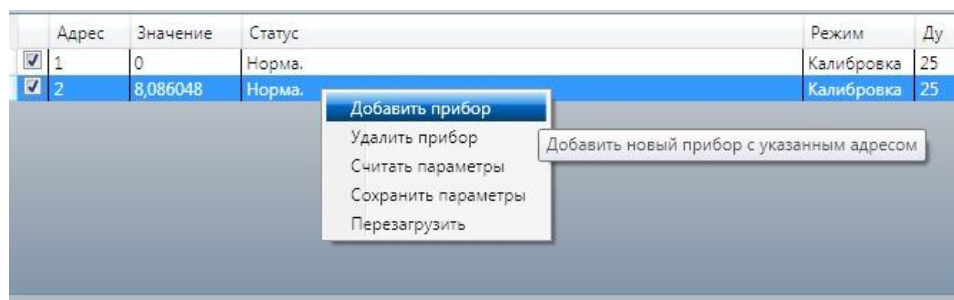 Адрес Значение Статус Режим Ду
1 0 Норма. Калибровка 25
2 8,086048 Норма. Калибровка 25
Добавить прибор
Удалить прибор
Добавить новый прибор с указанным адресом
Считать параметры
Сохранить параметры
Перезагрузить